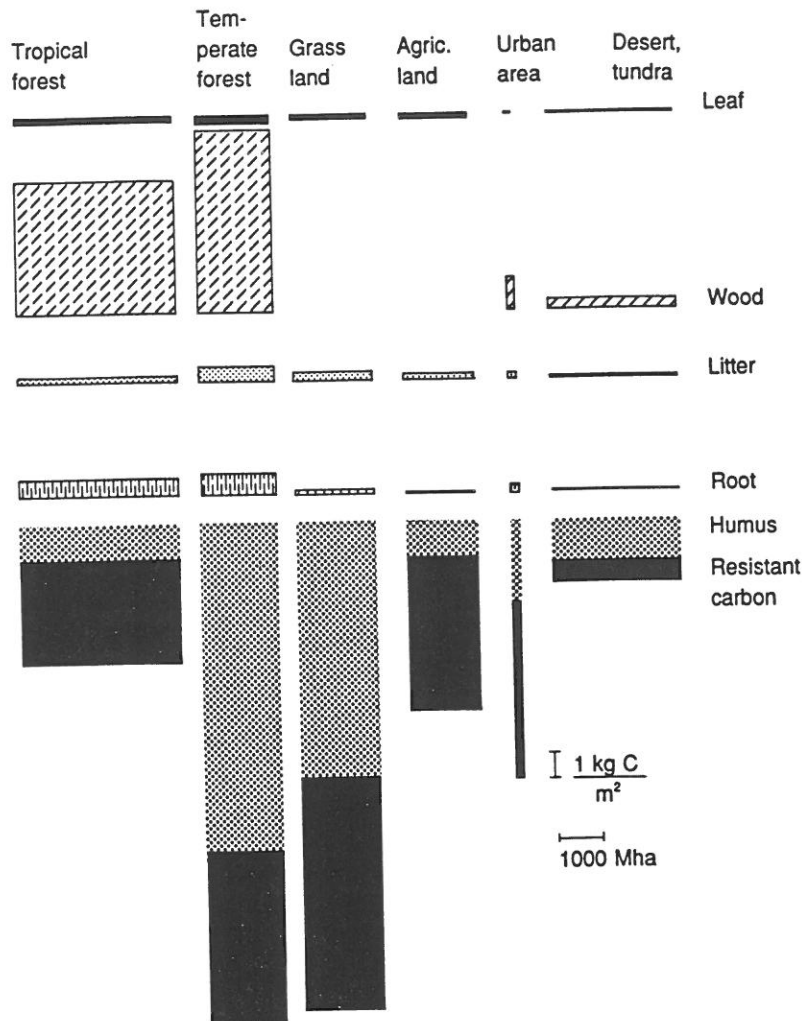 Tropical
forest
Tem-
perate
forest
Grass
land
Agric.
land
Urban
area
Desert,
tundra
Leaf
Wood
Litter
Root
Humus
Resistant
carbon
1 kg C
m²
1000 Mha